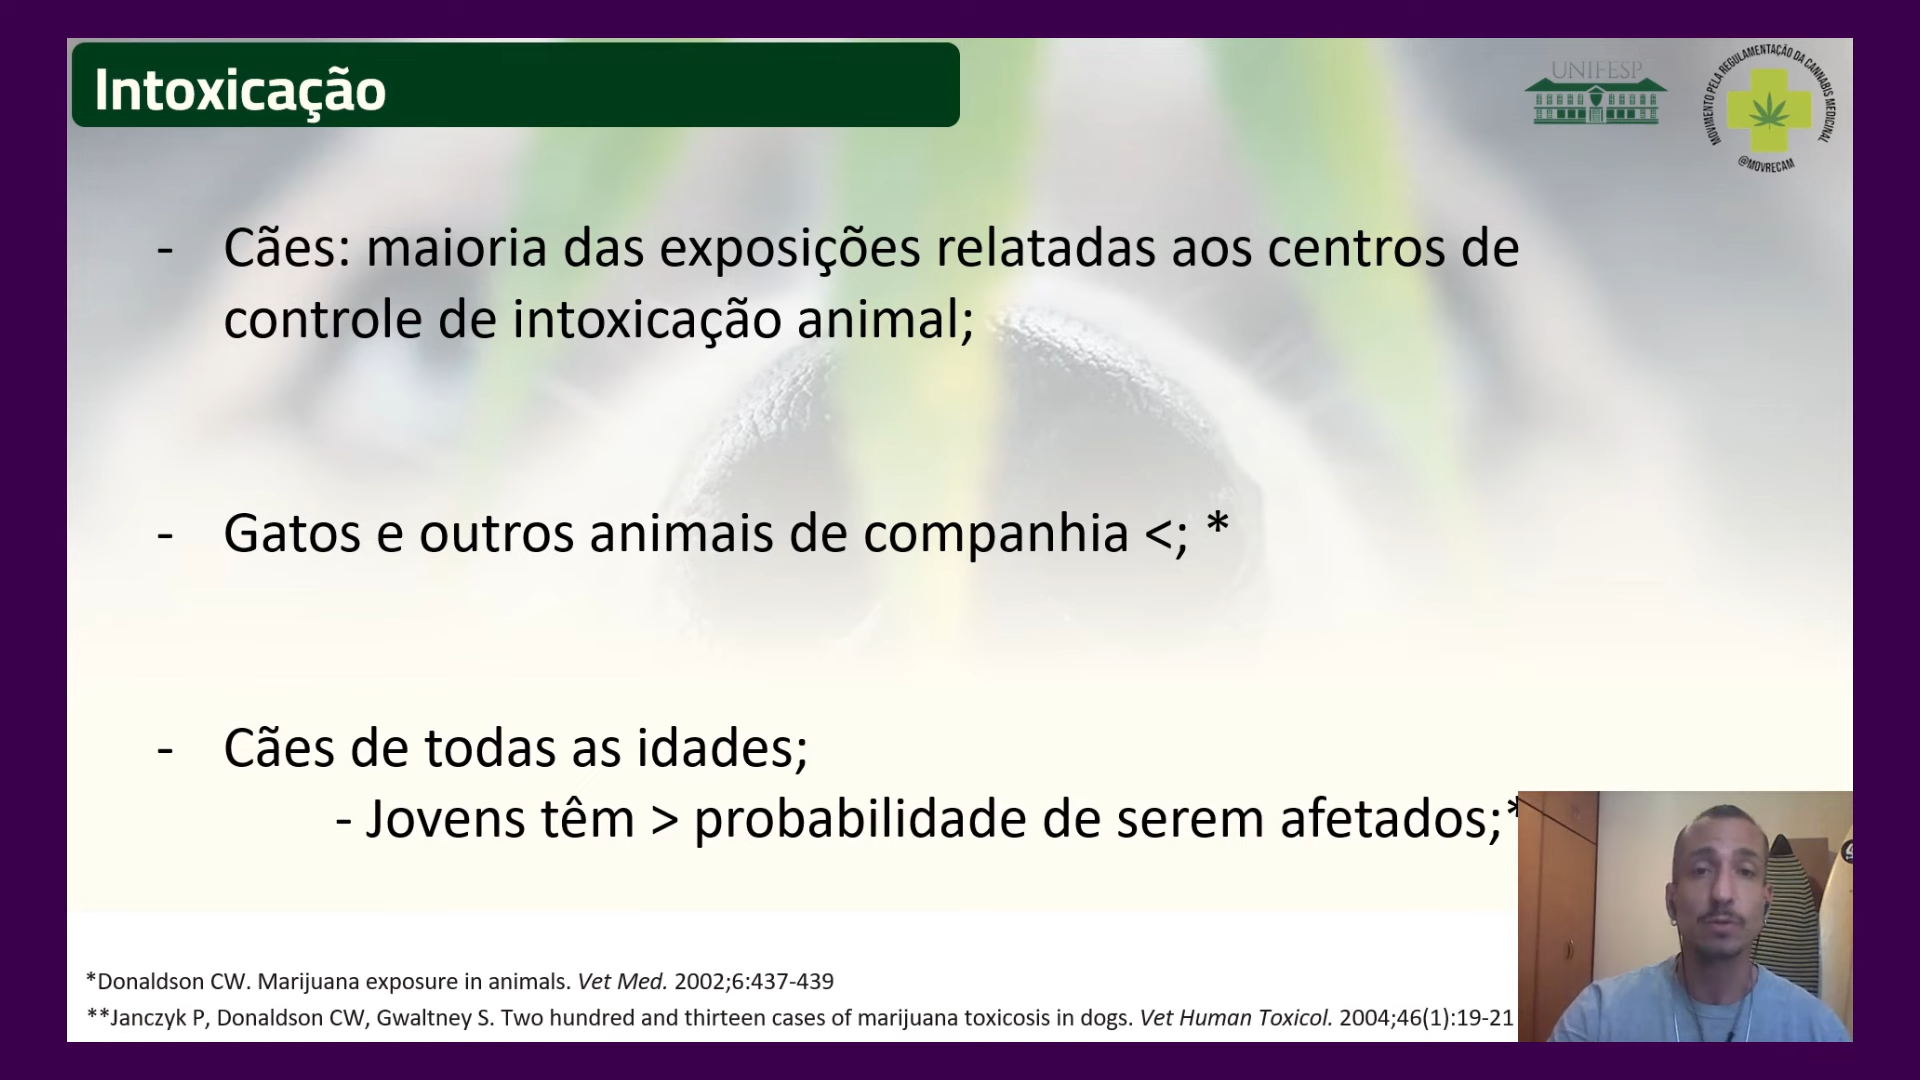 Intoxicação
UNIFESP
MOVIMENTO PELA REGULAMENTAÇÃO DA CANNABIS MEDICINAL
@MOVRECAM
- Cães: maioria das exposições relatadas aos centros de
controle de intoxicação animal;
- Gatos e outros animais de companhia <; *
- Cães de todas as idades;
- Jovens têm > probabilidade de serem afetados;*
*Donaldson CW. Marijuana exposure in animals. Vet Med. 2002;6:437-439
**Janczyk P, Donaldson CW, Gwaltney S. Two hundred and thirteen cases of marijuana toxicosis in dogs. Vet Human Toxicol. 2004;46(1):19-21